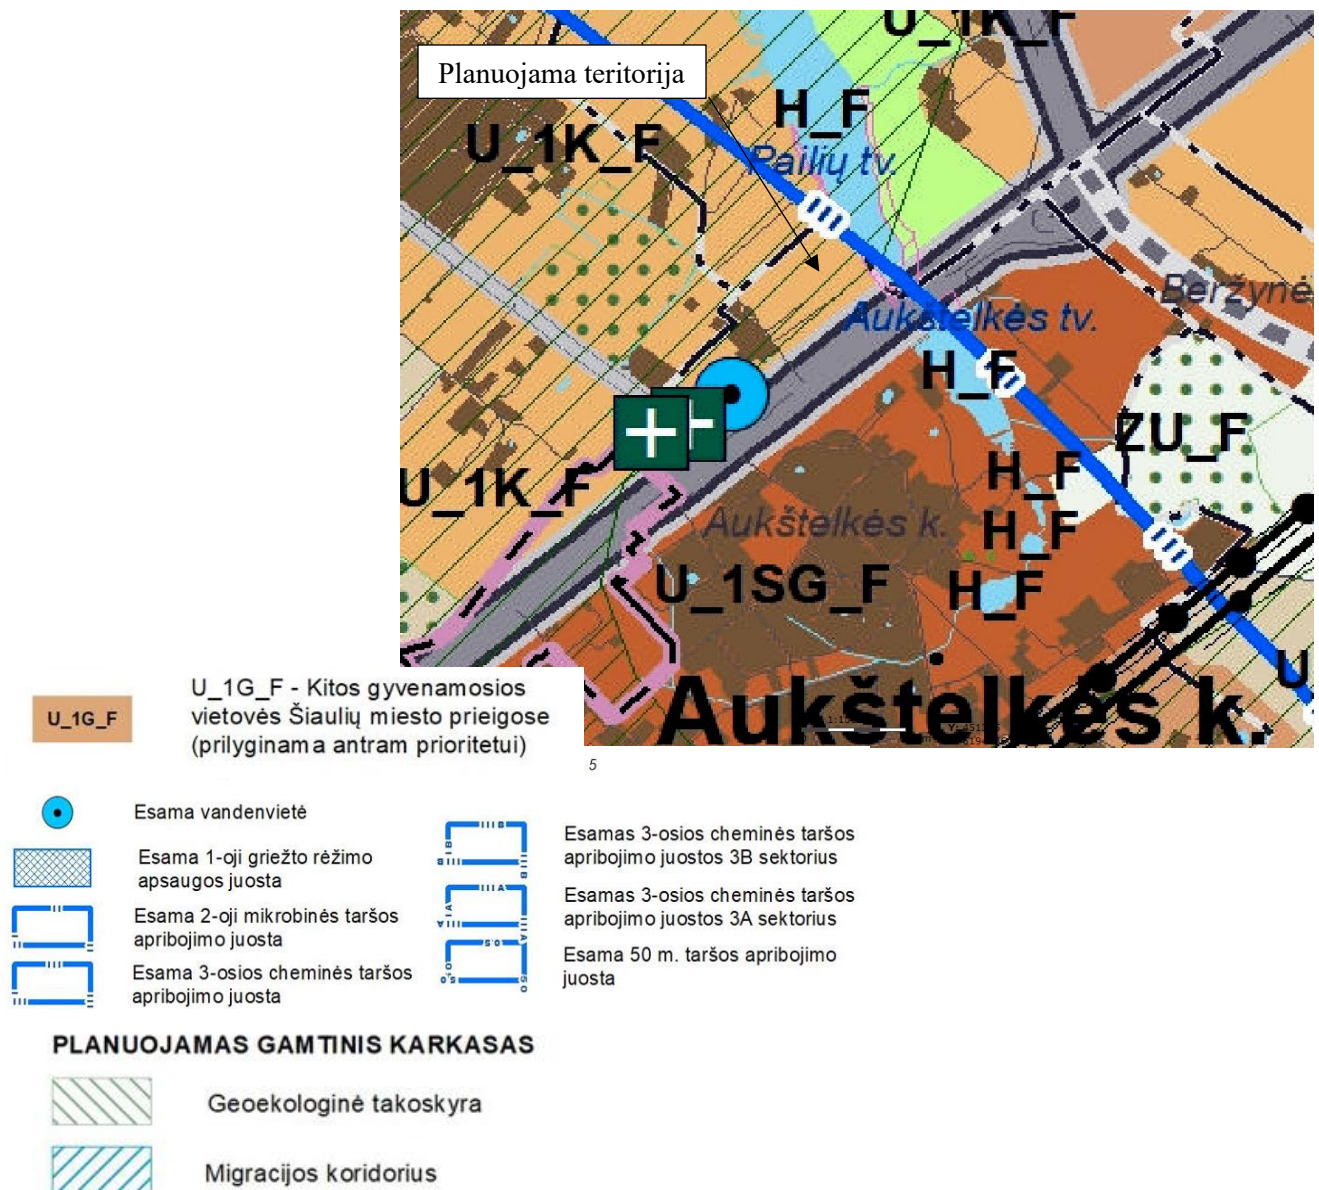 U_1K_F
Planuojama teritorija
H_F
U_1K_F
Pailių tv.
Beržynė
Aukštelkės tv.
H_F
ZU_F
U_1K_F
H_F
Aukštelkės k.
H_F
U_1SG_F
H_F
U
Aukštelkės k.
U_1G_F
U_1G_F - Kitos gyvenamosios
vietovės Šiaulių miesto prieigose
(prilyginama antram prioritetui)
5
Esama vandenvietė
Esama 1-oji griežto rėžimo
apsaugos juosta
Esama 2-oji mikrobinės taršos
apribojimo juosta
Esama 3-osios cheminės taršos
apribojimo juosta
Esamas 3-osios cheminės taršos
apribojimo juostos 3B sektorius
Esamas 3-osios cheminės taršos
apribojimo juostos 3A sektorius
Esama 50 m. taršos apribojimo
juosta
PLANUOJAMAS GAMTINIS KARKASAS
Geoekologinė takoskyra
Migracijos koridorius